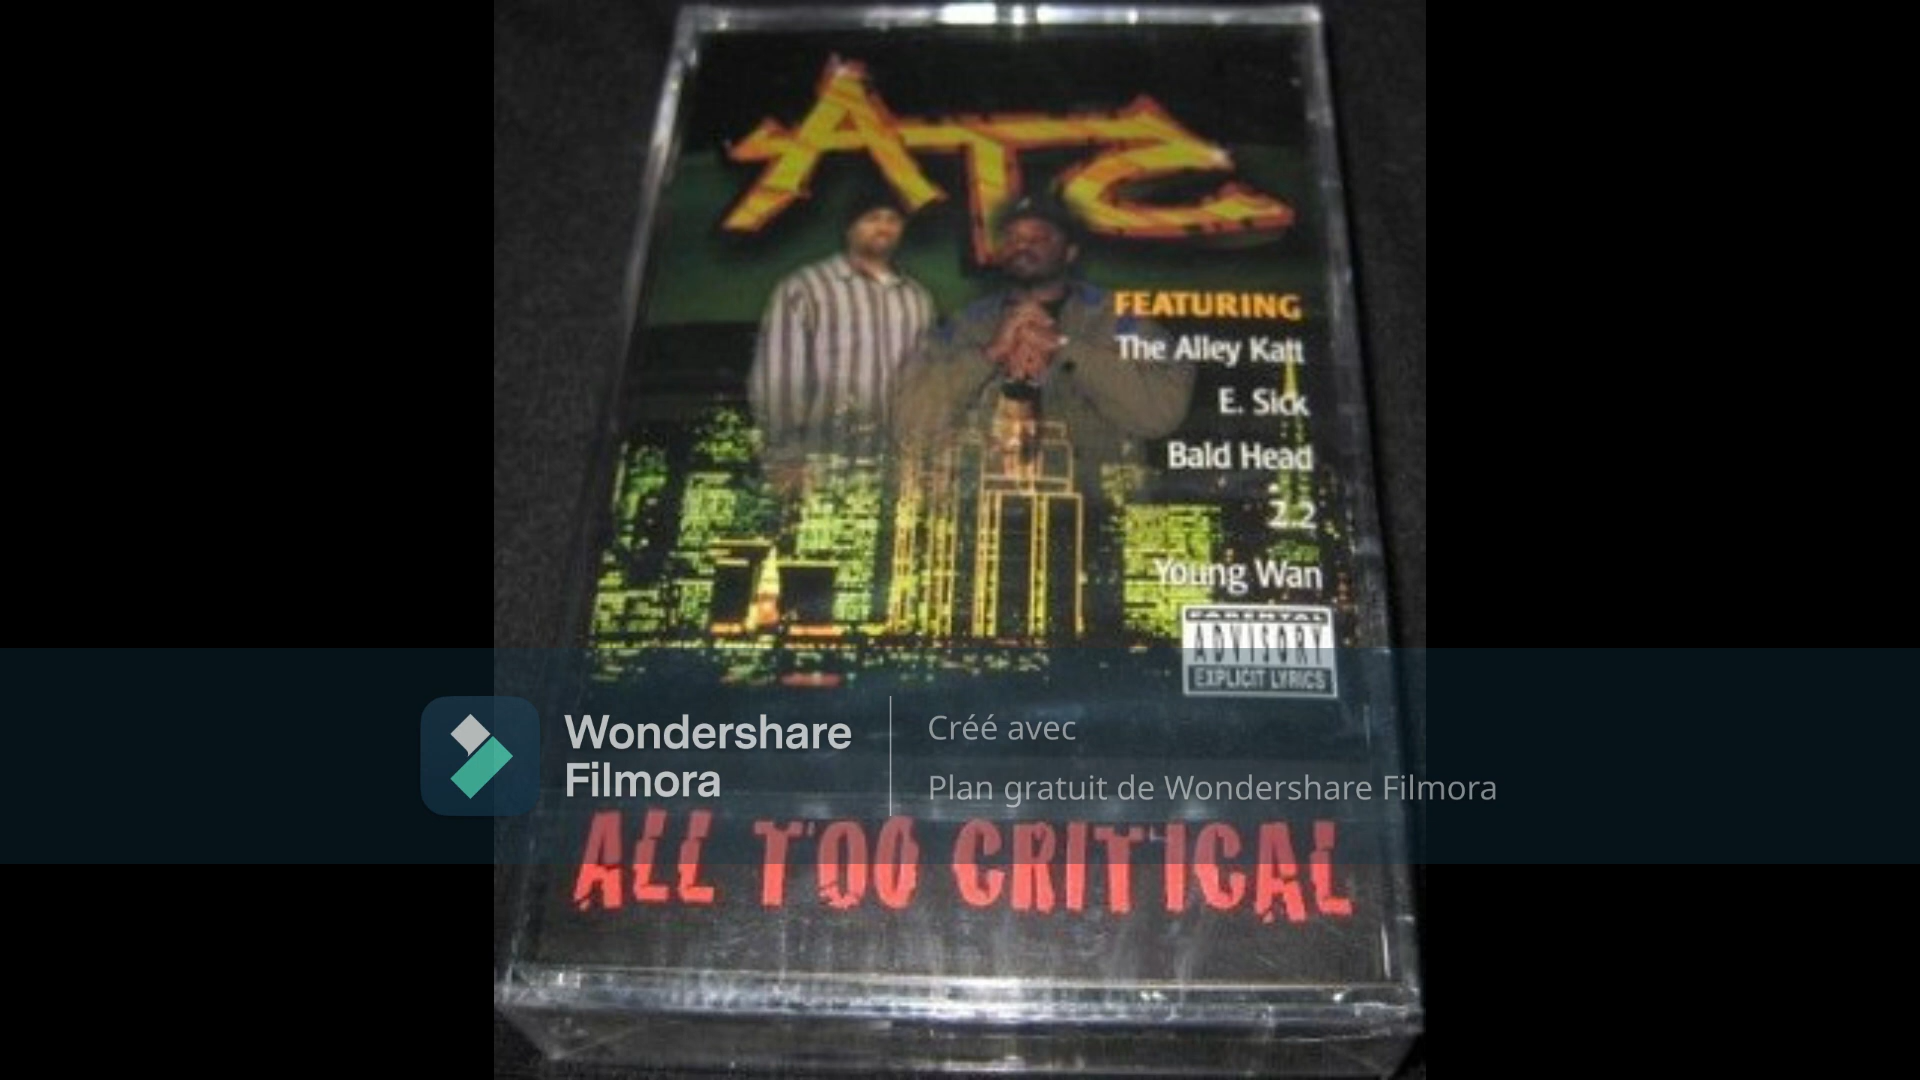 ATC
FEATURING
The Alley Katt
E. Sick
Bald Head
2.2
Young Wan
PARENTAL
ADVISORY
EXPLICIT LYRICS
Wondershare
Filmora
Créé avec
Plan gratuit de Wondershare Filmora
ALL TOO CRITICAL